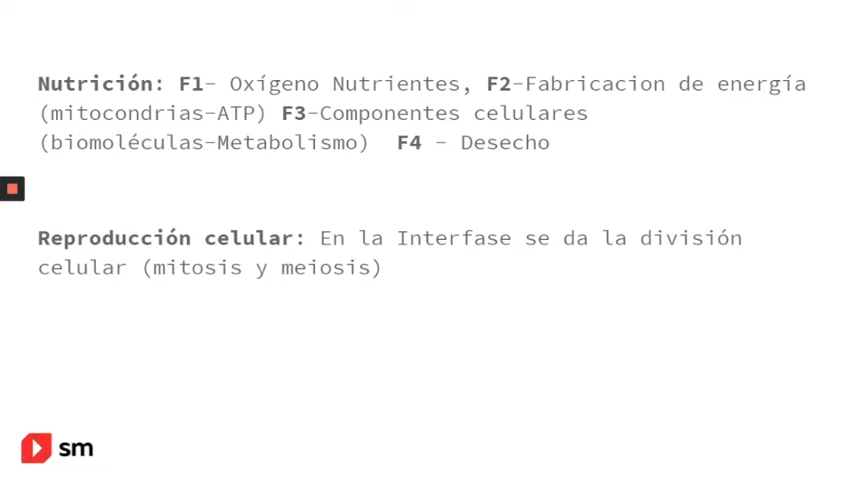 Nutrición: F1- Oxígeno Nutrientes, F2-Fabricacion de energía
(mitocondrias-ATP) F3-Componentes celulares
(biomoléculas-Metabolismo) F4 - Desecho
Reproducción celular: En la Interfase se da la división
celular (mitosis y meiosis)
sm